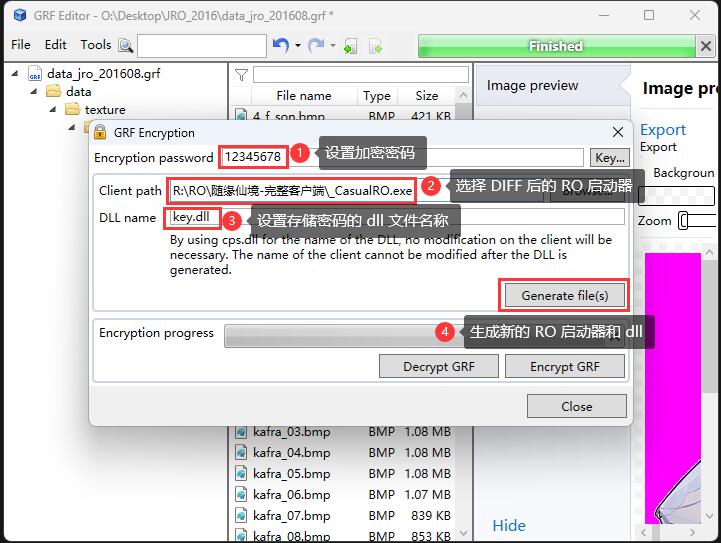 GRF Editor - O:\Desktop\JRO_2016\data_jro_201608.grf *
File Edit Tools
Finished
data_jro_201608.grf
data
texture
File name Type Size
4_f_son.bmp BMP 421 KB
Image preview
Image pre
Export
Export
Backgroun
Zoom
GRF Encryption
Encryption password 12345678 1 设置加密密码 Key...
Client path R:\RO\随缘仙境-完整客户端\_CasualRO.exe 2 选择 DIFF 后的 RO 启动器
DLL name key.dll 3 设置存储密码的 dll 文件名称
By using cps.dll for the name of the DLL, no modification on the client will be
necessary. The name of the client cannot be modified after the DLL is
generated.
Generate file(s)
Encryption progress 4 生成新的 RO 启动器和 dll
Decrypt GRF Encrypt GRF
Close
kafra_03.bmp BMP 1.08 MB
kafra_04.bmp BMP 1.08 MB
kafra_05.bmp BMP 1.08 MB
kafra_06.bmp BMP 1.07 MB
kafra_07.bmp BMP 839 KB
kafra_08.bmp BMP 953 KB
Hide